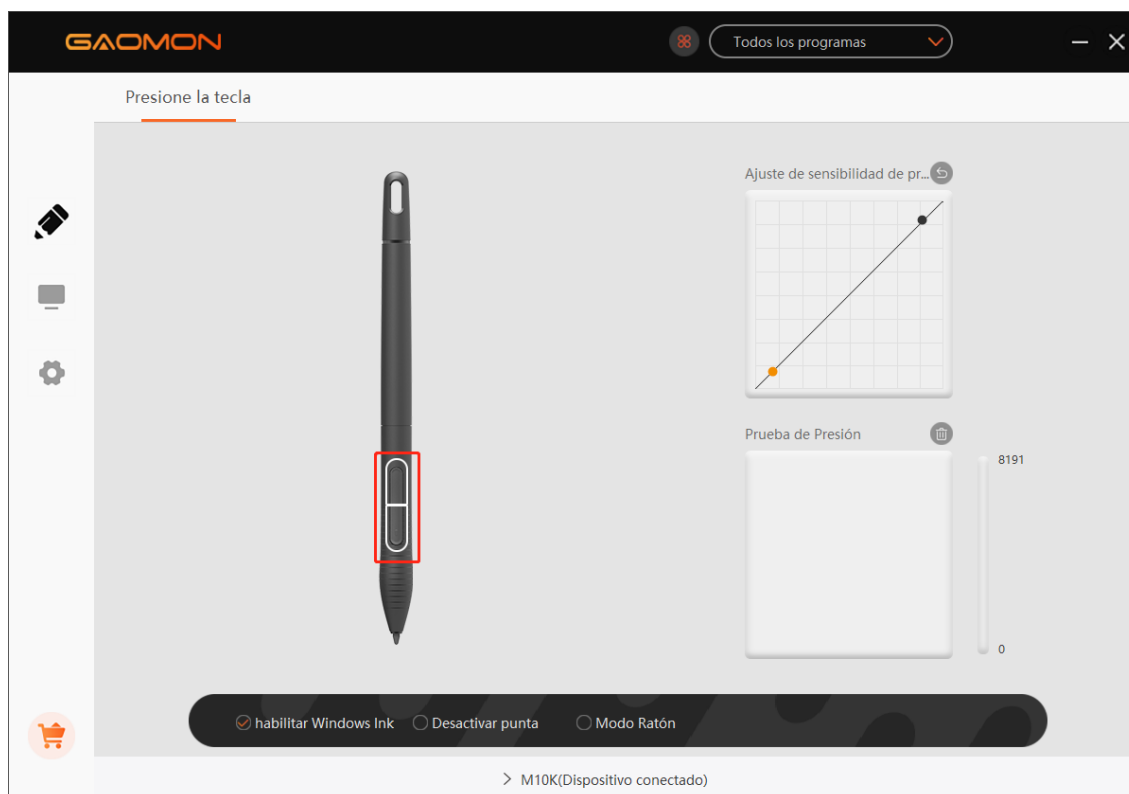 GAOMON
Todos los programas
Presione la tecla
Ajuste de sensibilidad de pr...
Prueba de Presión
8191
0
habilitar Windows Ink
Desactivar punta
Modo Ratón
M10K(Dispositivo conectado)